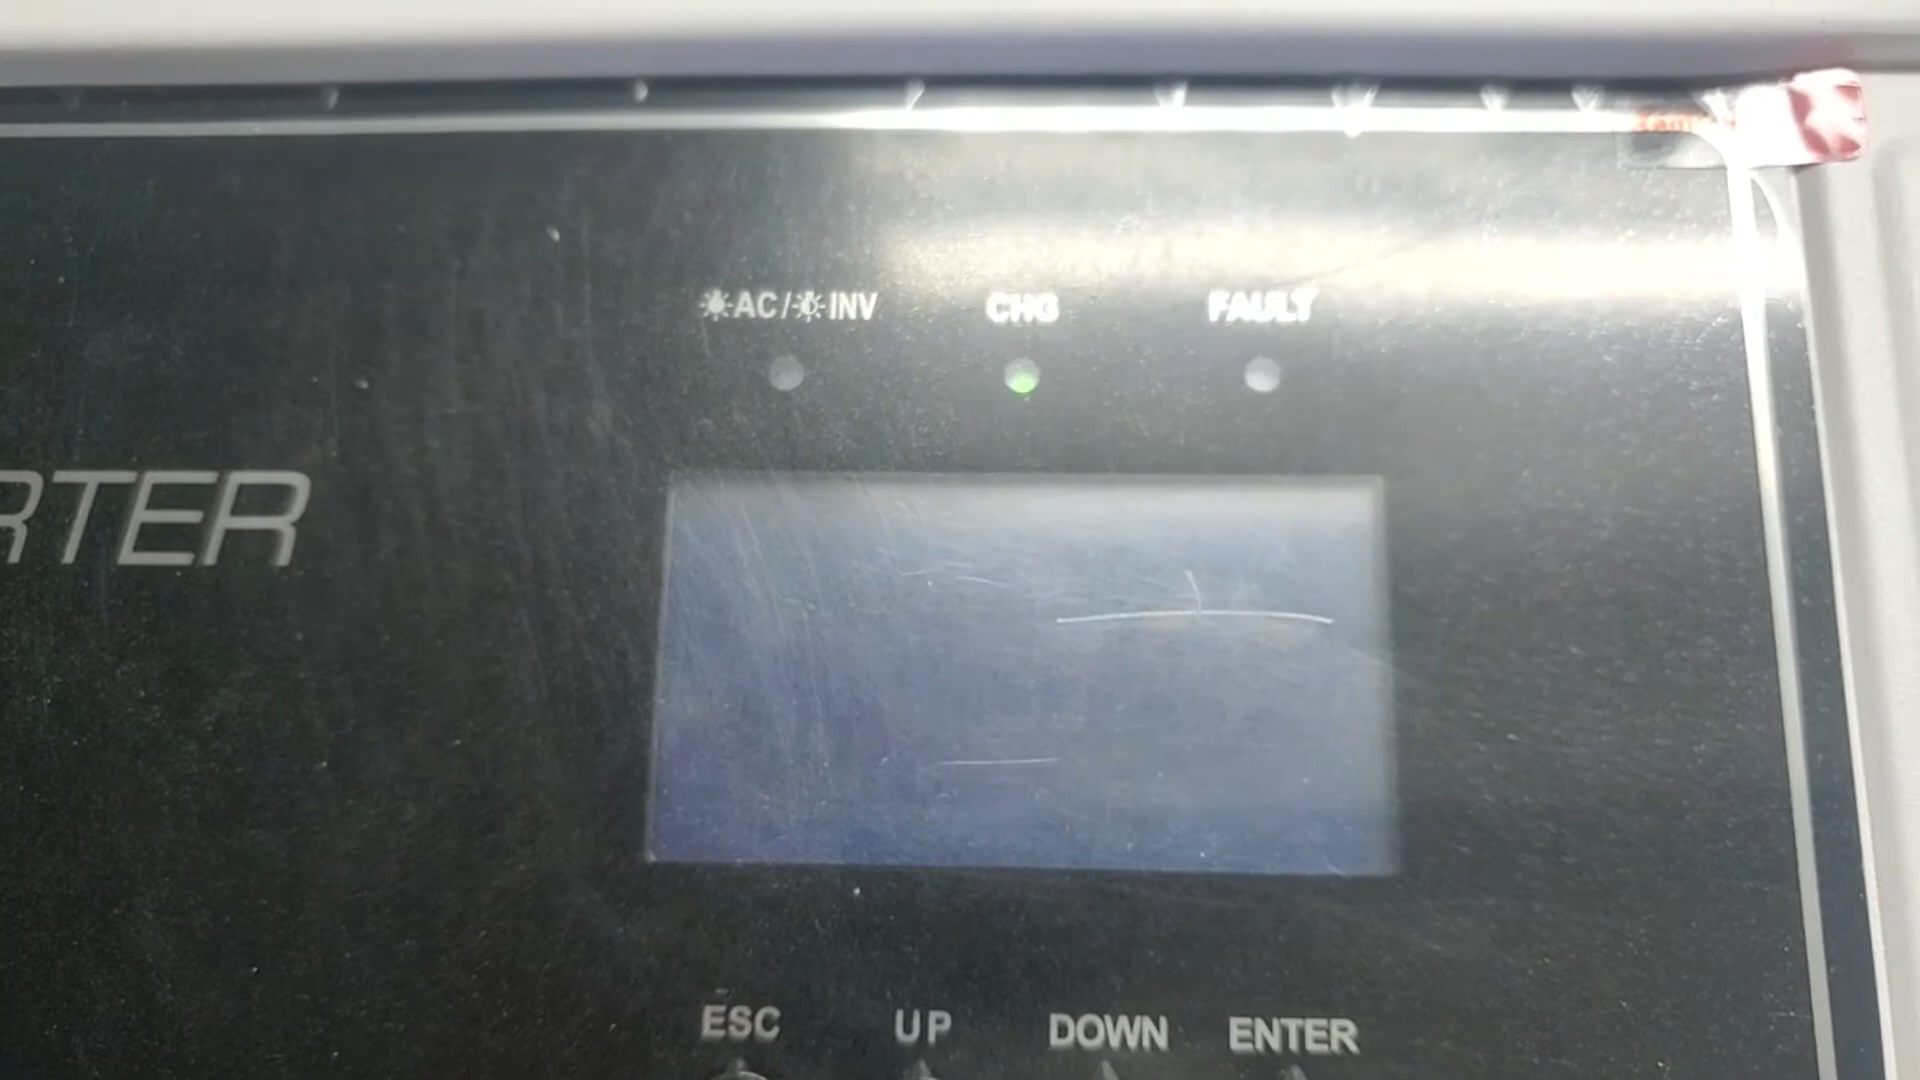 AC/INV
CHG
FAULT
RTER
ESC
UP
DOWN
ENTER